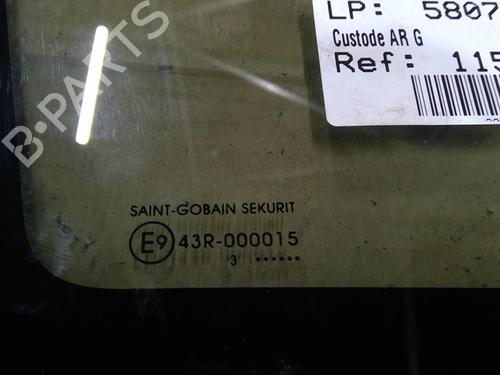 LP: 5807
Custode AR G
Ref: 115
B-PARTS
SAINT-GOBAIN SEKURIT
E9 43R-000015
3 ......